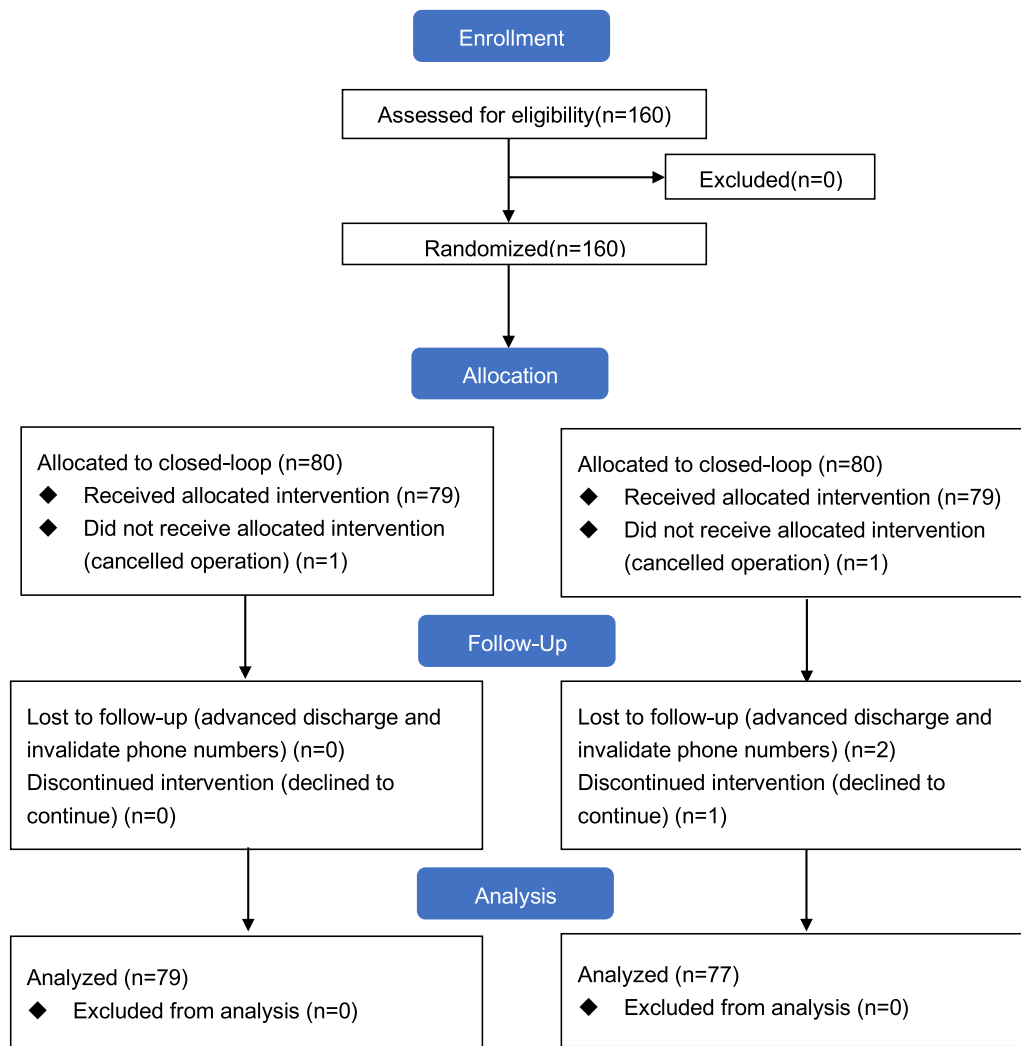 Enrollment
Assessed for eligibility(n=160)
Excluded(n=0)
Randomized(n=160)
Allocation
Allocated to closed-loop (n=80)
◆ Received allocated intervention (n=79)
◆ Did not receive allocated intervention
(cancelled operation) (n=1)
Allocated to closed-loop (n=80)
◆ Received allocated intervention (n=79)
◆ Did not receive allocated intervention
(cancelled operation) (n=1)
Follow-Up
Lost to follow-up (advanced discharge and
invalidate phone numbers) (n=0)
Discontinued intervention (declined to
continue) (n=0)
Lost to follow-up (advanced discharge and
invalidate phone numbers) (n=2)
Discontinued intervention (declined to
continue) (n=1)
Analysis
Analyzed (n=79)
◆ Excluded from analysis (n=0)
Analyzed (n=77)
◆ Excluded from analysis (n=0)